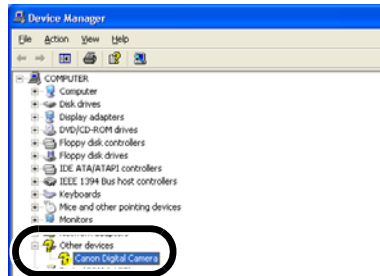 Device Manager
File Action View Help
COMPUTER
Computer
Disk drives
Display adapters
DVD/CD-ROM drives
Floppy disk controllers
Floppy disk drives
IDE ATA/ATAPI controllers
IEEE 1394 Bus host controllers
Keyboards
Mice and other pointing devices
Monitors
Other devices
Canon Digital Camera